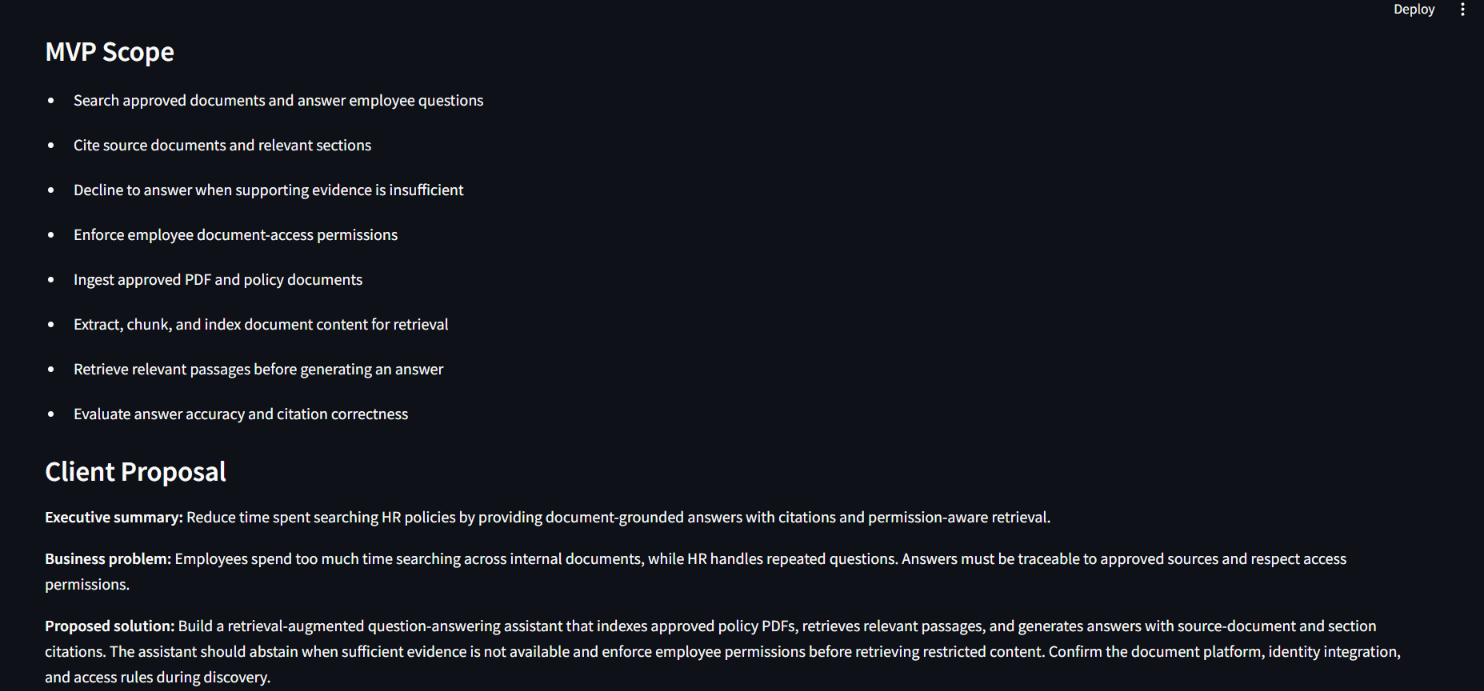 Deploy
MVP Scope
• Search approved documents and answer employee questions
• Cite source documents and relevant sections
• Decline to answer when supporting evidence is insufficient
• Enforce employee document-access permissions
• Ingest approved PDF and policy documents
• Extract, chunk, and index document content for retrieval
• Retrieve relevant passages before generating an answer
• Evaluate answer accuracy and citation correctness
Client Proposal
Executive summary: Reduce time spent searching HR policies by providing document-grounded answers with citations and permission-aware retrieval.
Business problem: Employees spend too much time searching across internal documents, while HR handles repeated questions. Answers must be traceable to approved sources and respect access
permissions.
Proposed solution: Build a retrieval-augmented question-answering assistant that indexes approved policy PDFs, retrieves relevant passages, and generates answers with source-document and section
citations. The assistant should abstain when sufficient evidence is not available and enforce employee permissions before retrieving restricted content. Confirm the document platform, identity integration,
and access rules during discovery.